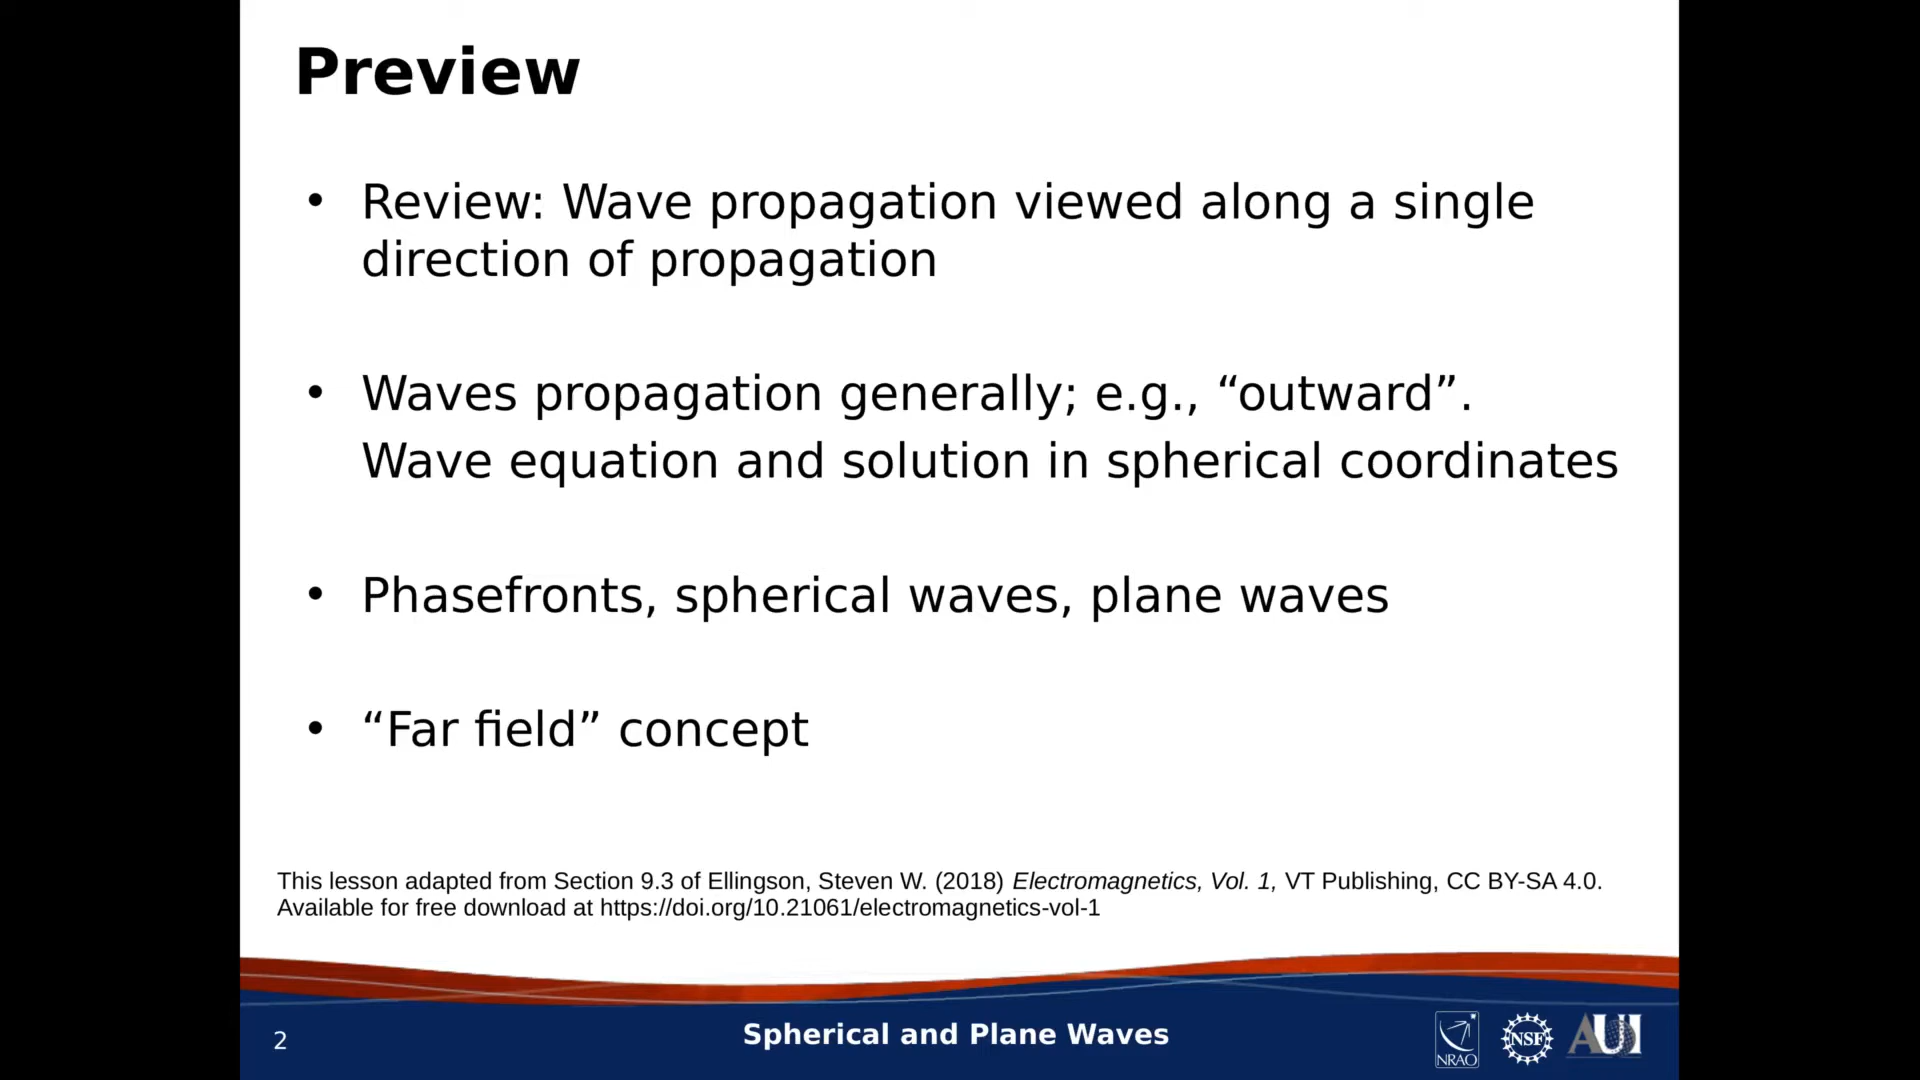 Preview
• Review: Wave propagation viewed along a single
direction of propagation
• Waves propagation generally; e.g., “outward”.
Wave equation and solution in spherical coordinates
• Phasefronts, spherical waves, plane waves
• “Far field” concept
This lesson adapted from Section 9.3 of Ellingson, Steven W. (2018) Electromagnetics, Vol. 1, VT Publishing, CC BY-SA 4.0.
Available for free download at https://doi.org/10.21061/electromagnetics-vol-1
2
Spherical and Plane Waves
NRAO
NSF
AUI